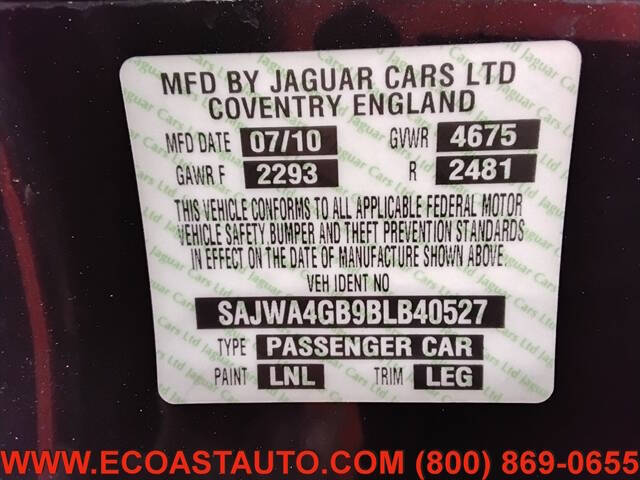 MFD BY JAGUAR CARS LTD
COVENTRY ENGLAND
MFD DATE 07/10 GVWR 4675
GAWR F 2293 R 2481
THIS VEHICLE CONFORMS TO ALL APPLICABLE FEDERAL MOTOR
VEHICLE SAFETY, BUMPER AND THEFT PREVENTION STANDARDS
IN EFFECT ON THE DATE OF MANUFACTURE SHOWN ABOVE.
VEH IDENT NO
SAJWA4GB9BLB40527
TYPE PASSENGER CAR
PAINT LNL TRIM LEG
WWW.ECOASTAUTO.COM (800) 869-0655